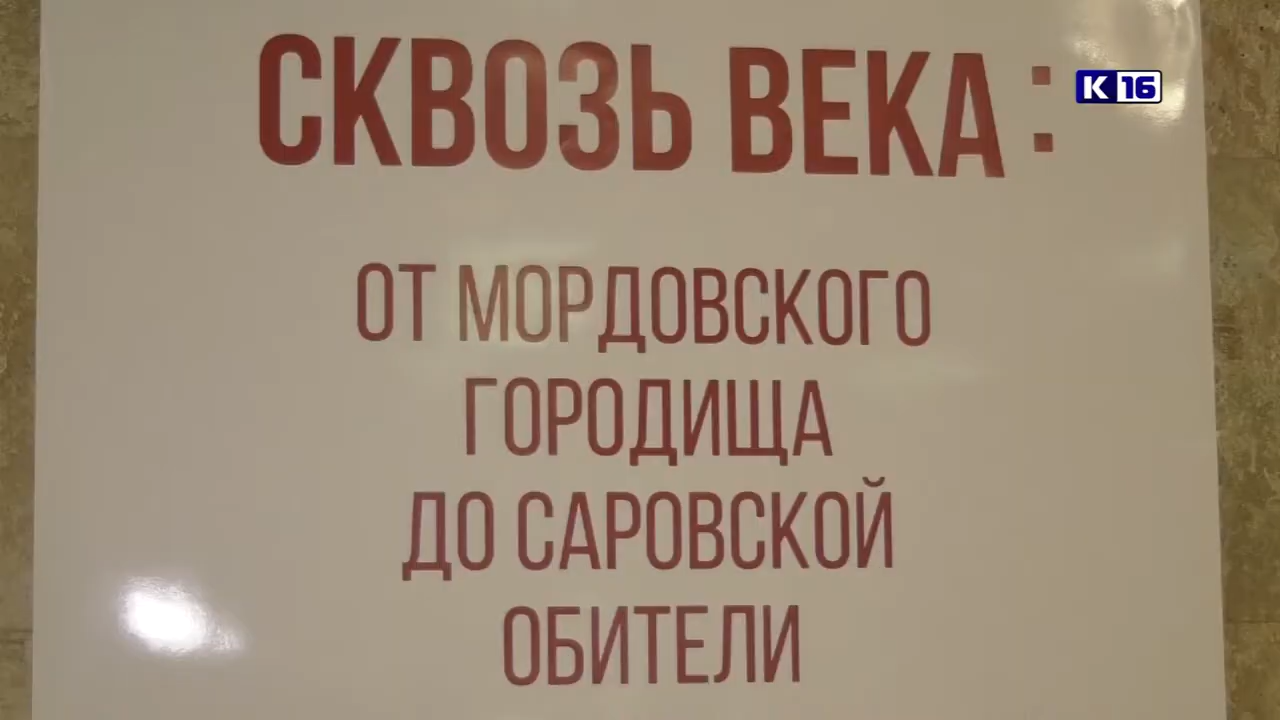 СКВОЗЬ ВЕКА :
К 16
ОТ МОРДОВСКОГО
ГОРОДИЩА
ДО САРОВСКОЙ
ОБИТЕЛИ